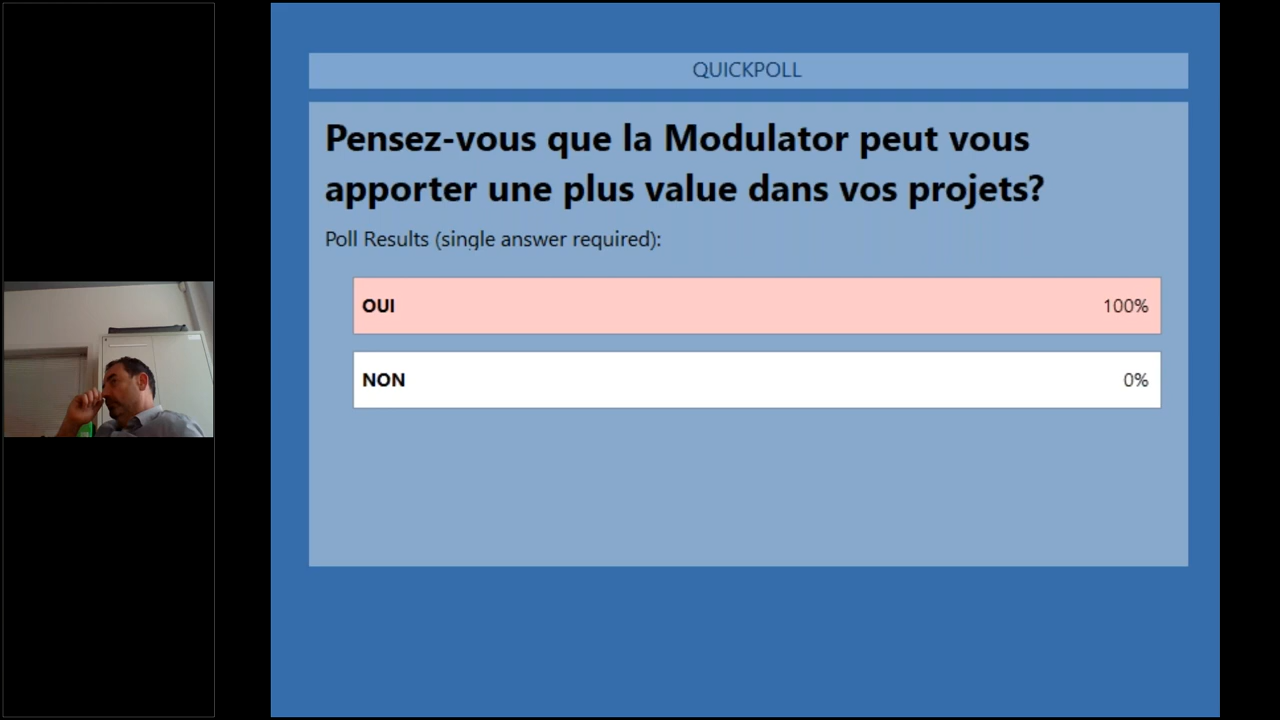 QUICKPOLL
Pensez-vous que la Modulator peut vous
apporter une plus value dans vos projets?
Poll Results (single answer required):
OUI 100%
NON 0%